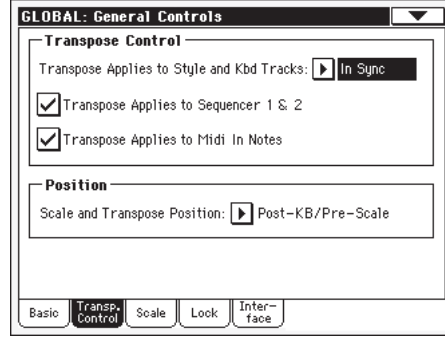 GLOBAL: General Controls
Transpose Control
Transpose Applies to Style and Kbd Tracks: In Sync
Transpose Applies to Sequencer 1 & 2
Transpose Applies to Midi In Notes
Position
Scale and Transpose Position: Post-KB/Pre-Scale
Basic Transp. Control Scale Lock Inter- face